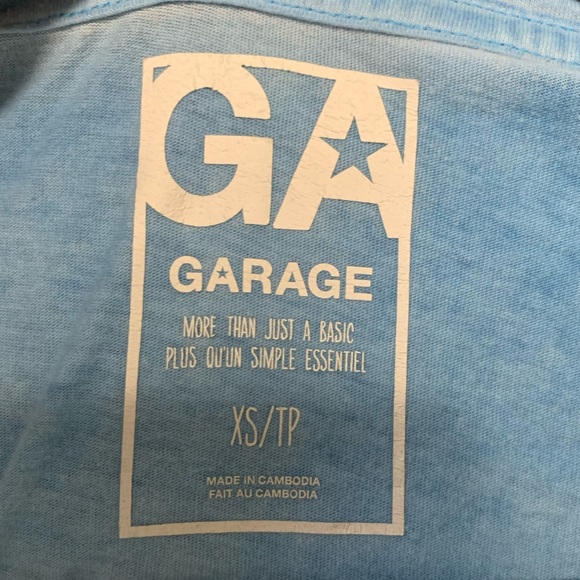 GA
GARAGE
MORE THAN JUST A BASIC
PLUS QU'UN SIMPLE ESSENTIEL
XS/TP
MADE IN CAMBODIA
FAIT AU CAMBODIA